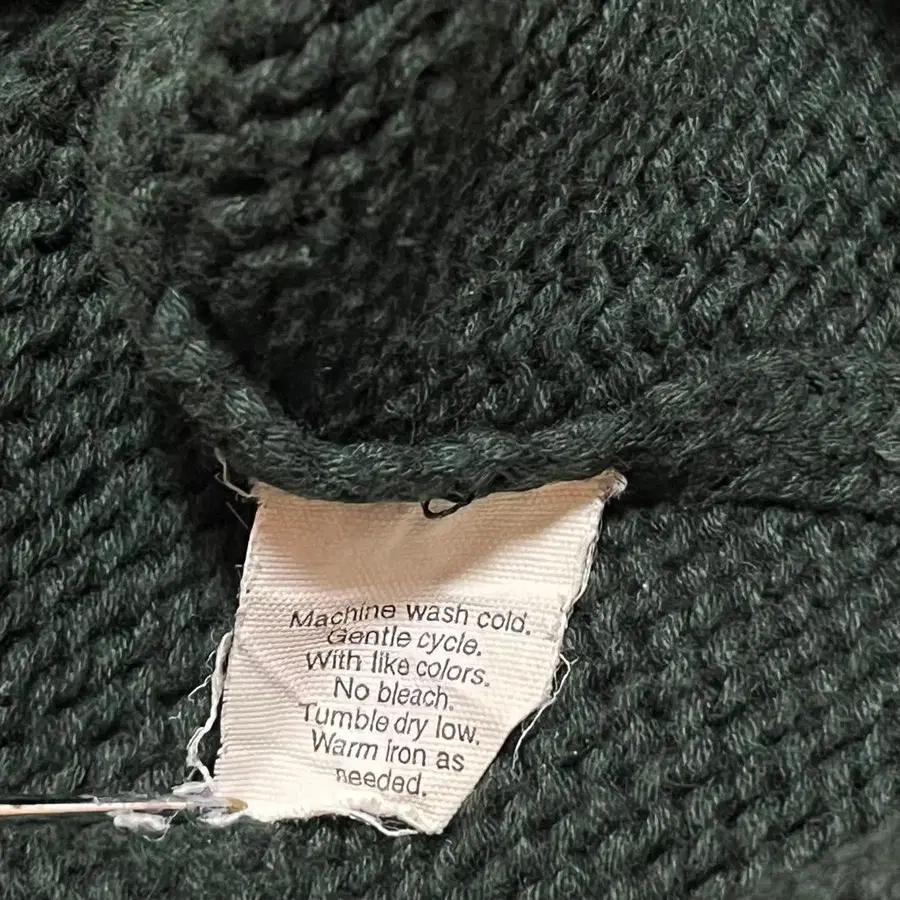 Machine wash cold.
Gentle cycle.
With like colors.
No bleach.
Tumble dry low.
Warm iron as
needed.